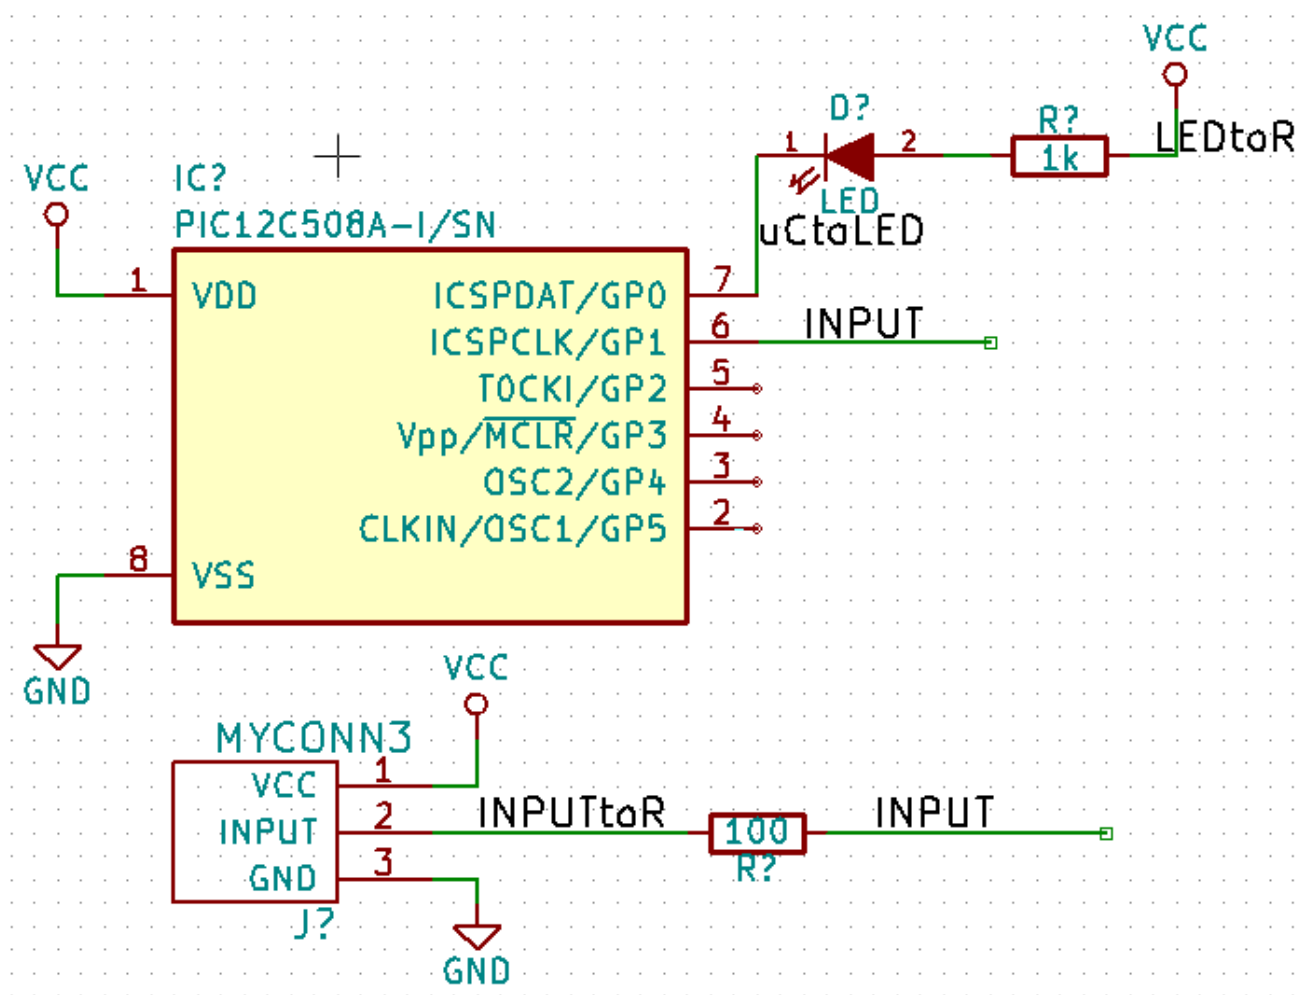 VCC
D?
R?
LEDtoR
1
2
1k
VCC
IC?
LED
PIC12C508A-I/SN
uCtoLED
1
VDD
ICSPDAT/GP0
7
ICSPCLK/GP1
6
INPUT
T0CKI/GP2
5
Vpp/MCLR/GP3
4
OSC2/GP4
3
CLKIN/OSC1/GP5
2
8
VSS
GND
VCC
MYCONN3
VCC
1
INPUT
2
INPUTtoR
100
INPUT
GND
3
R?
J?
GND